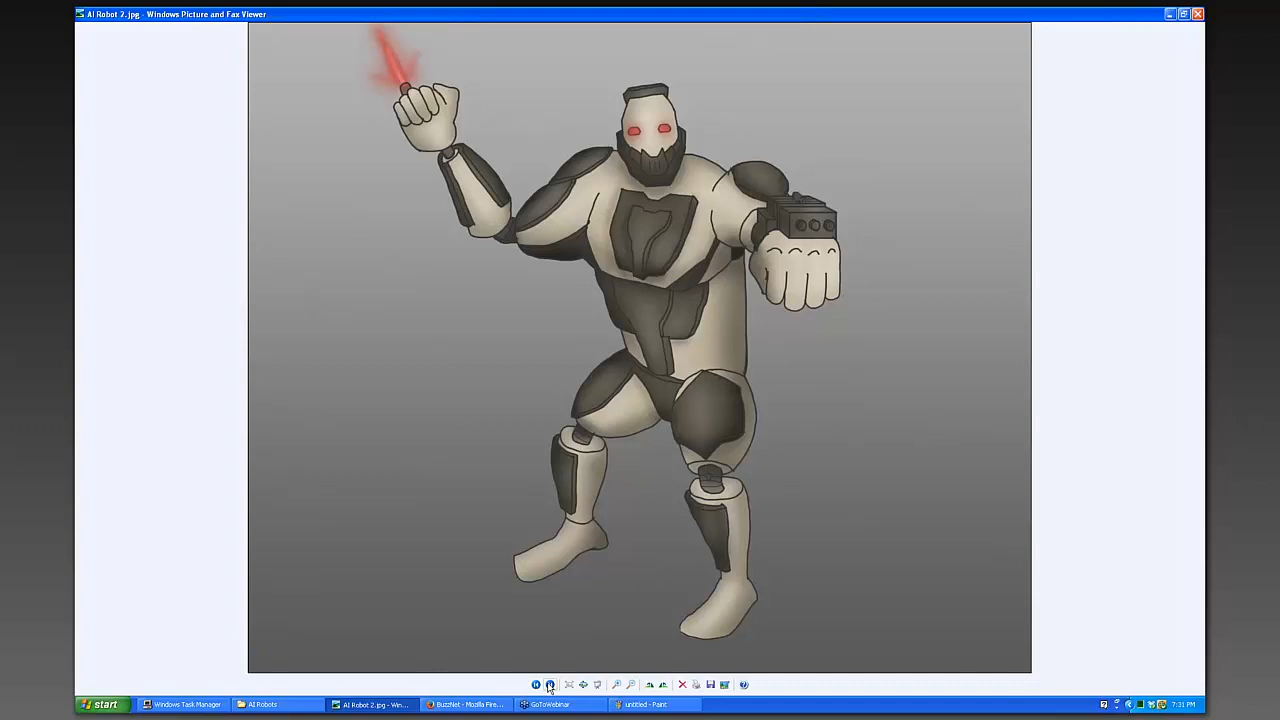 AI Robot 2.jpg - Windows Picture and Fax Viewer
start
Windows Task Manager
AI Robots
AI Robot 2.jpg - Win...
BuzzNet - Mozilla Fire...
GoToWebinar
untitled - Paint
7:31 PM